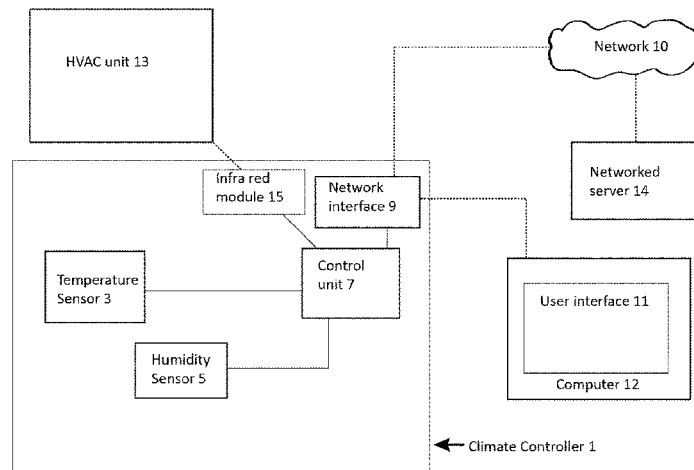 HVAC unit 13
Network 10
Infra red
module 15
Network
interface 9
Networked
server 14
Temperature
Sensor 3
Control
unit 7
User interface 11
Humidity
Sensor 5
Computer 12
Climate Controller 1